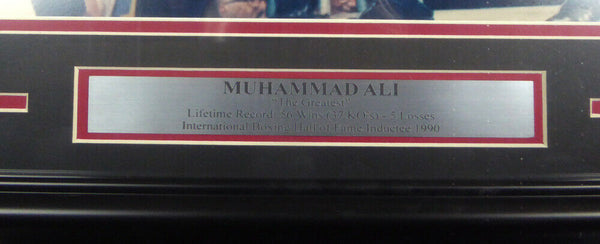 MUHAMMAD ALI
"The Greatest"
Lifetime Record: 56 Wins (37 KO's) - 5 Losses
International Boxing Hall of Fame Inductee 1990